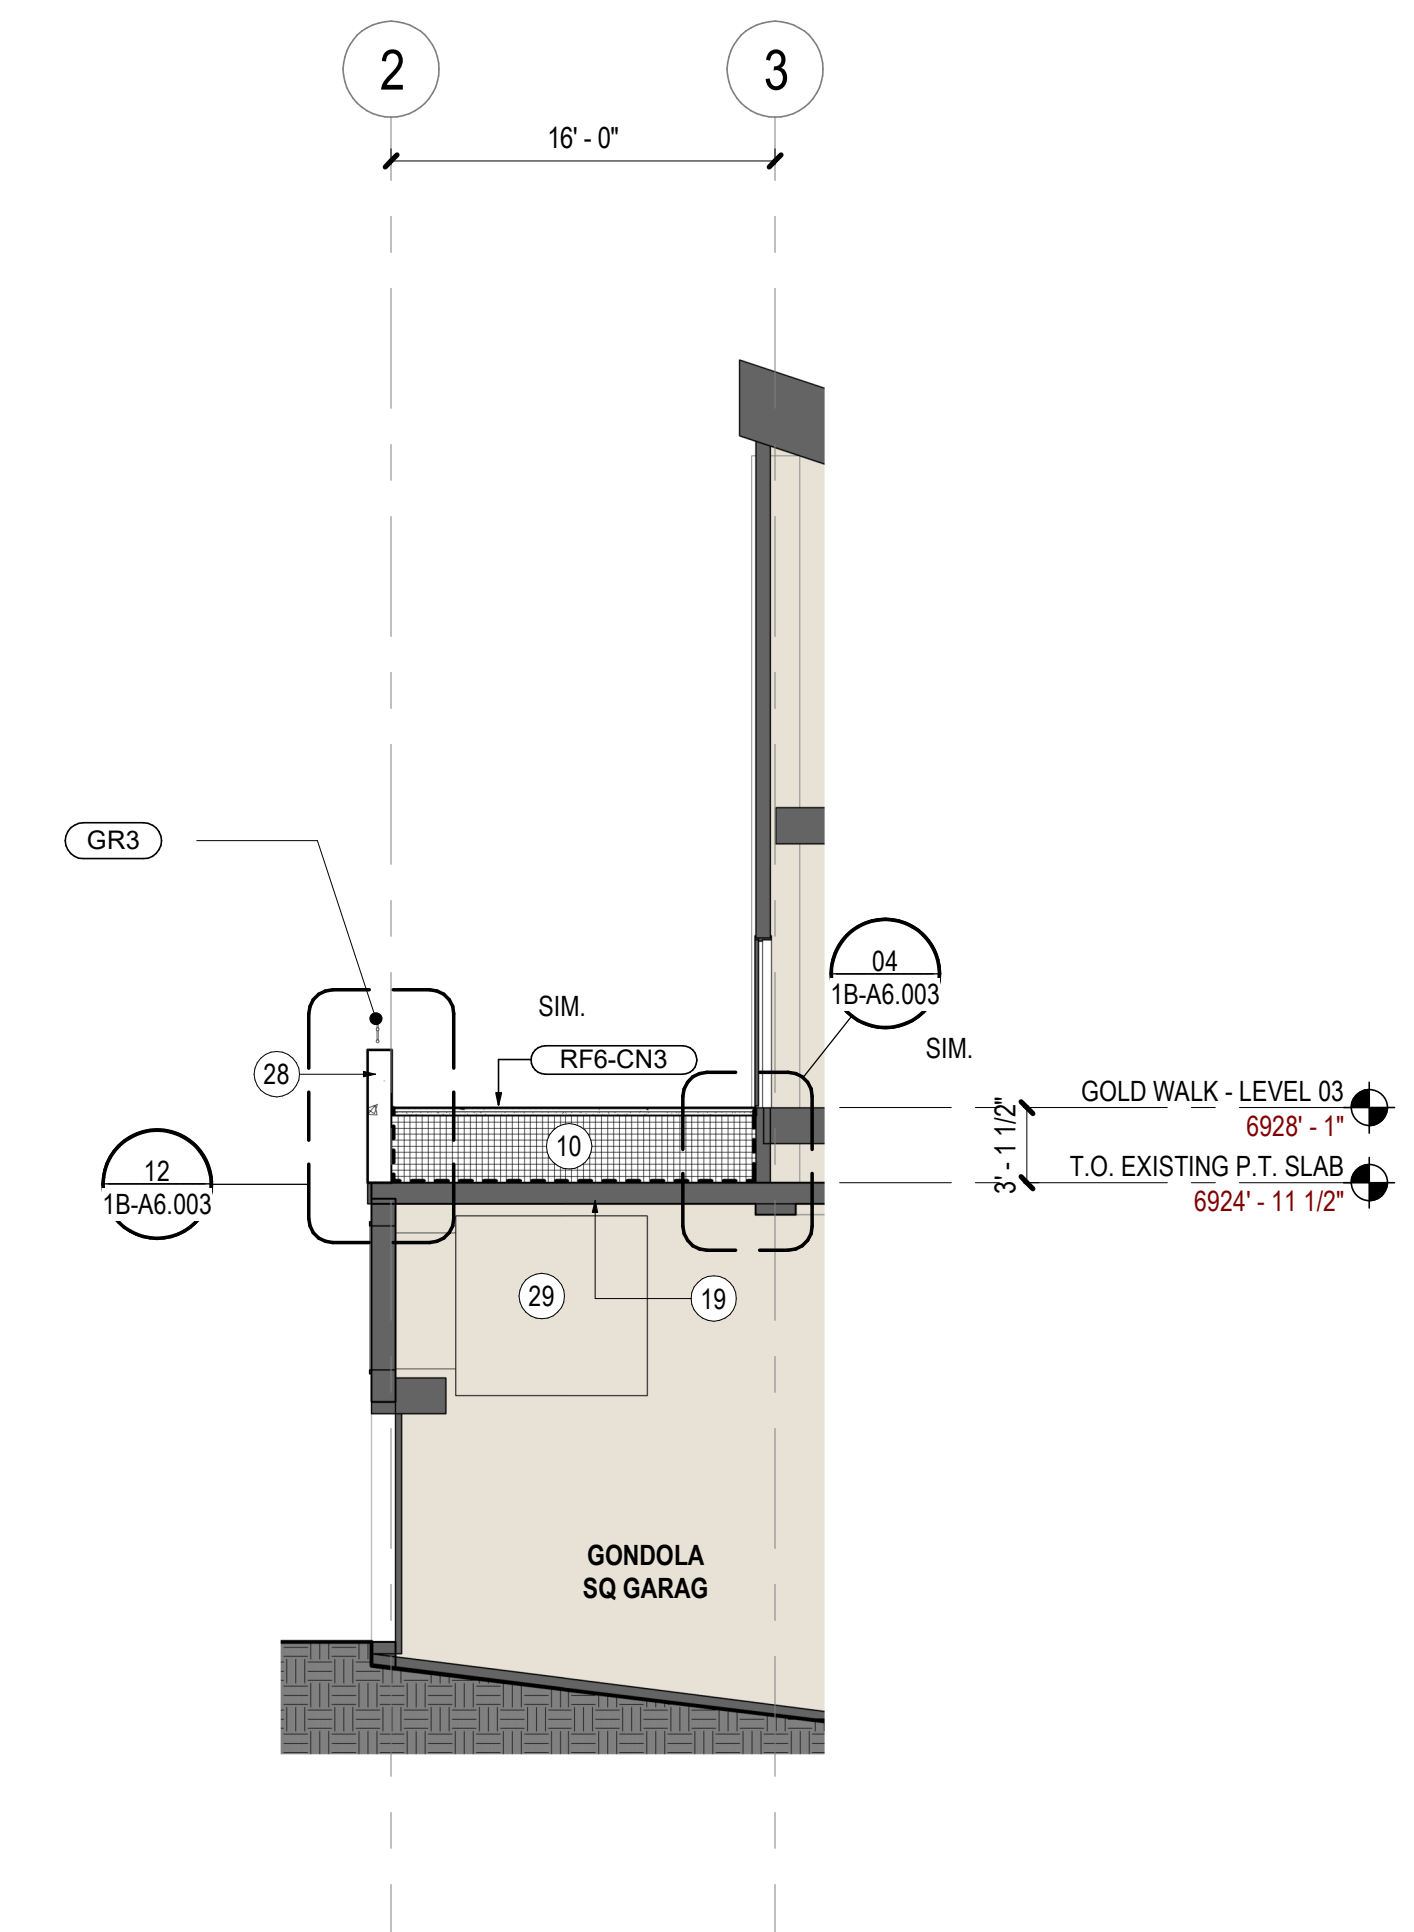 2
3
16' - 0"
GR3
04
1B-A6.003
SIM.
SIM.
RF6-CN3
28
GOLD WALK - LEVEL 03
6928' - 1"
3' - 1 1/2"
10
12
1B-A6.003
T.O. EXISTING P.T. SLAB
6924' - 11 1/2"
29
19
GONDOLA
SQ GARAG